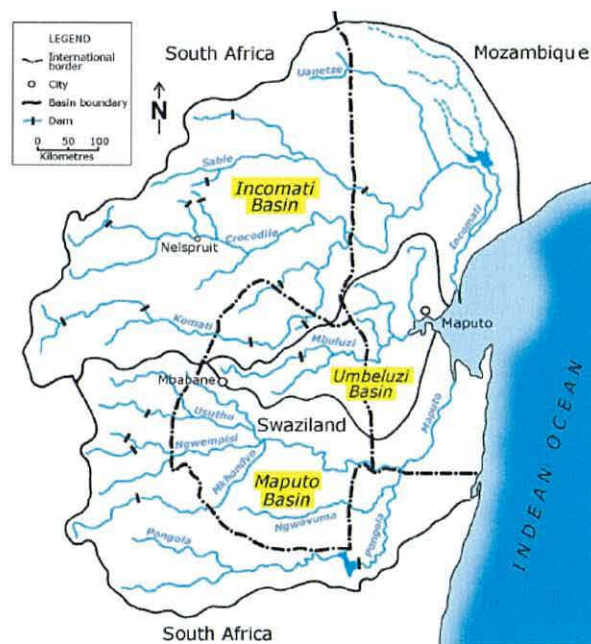 LEGEND
International
border
City
Basin boundary
Dam
0 50 100
Kilometres
N
South Africa
Mozambique
Uanetze
Sabie
Incomati
Basin
Nelspruit
Crocodile
Incomati
Komati
Maputo
Mbuluzi
Mbabane
Umbeluzi
Basin
Usuthu
Swaziland
Maputo
Ngwempisi
Mkhondvo
Maputo
Basin
Ngwavuma
Pongola
Pongola
INDEAN OCEAN
South Africa